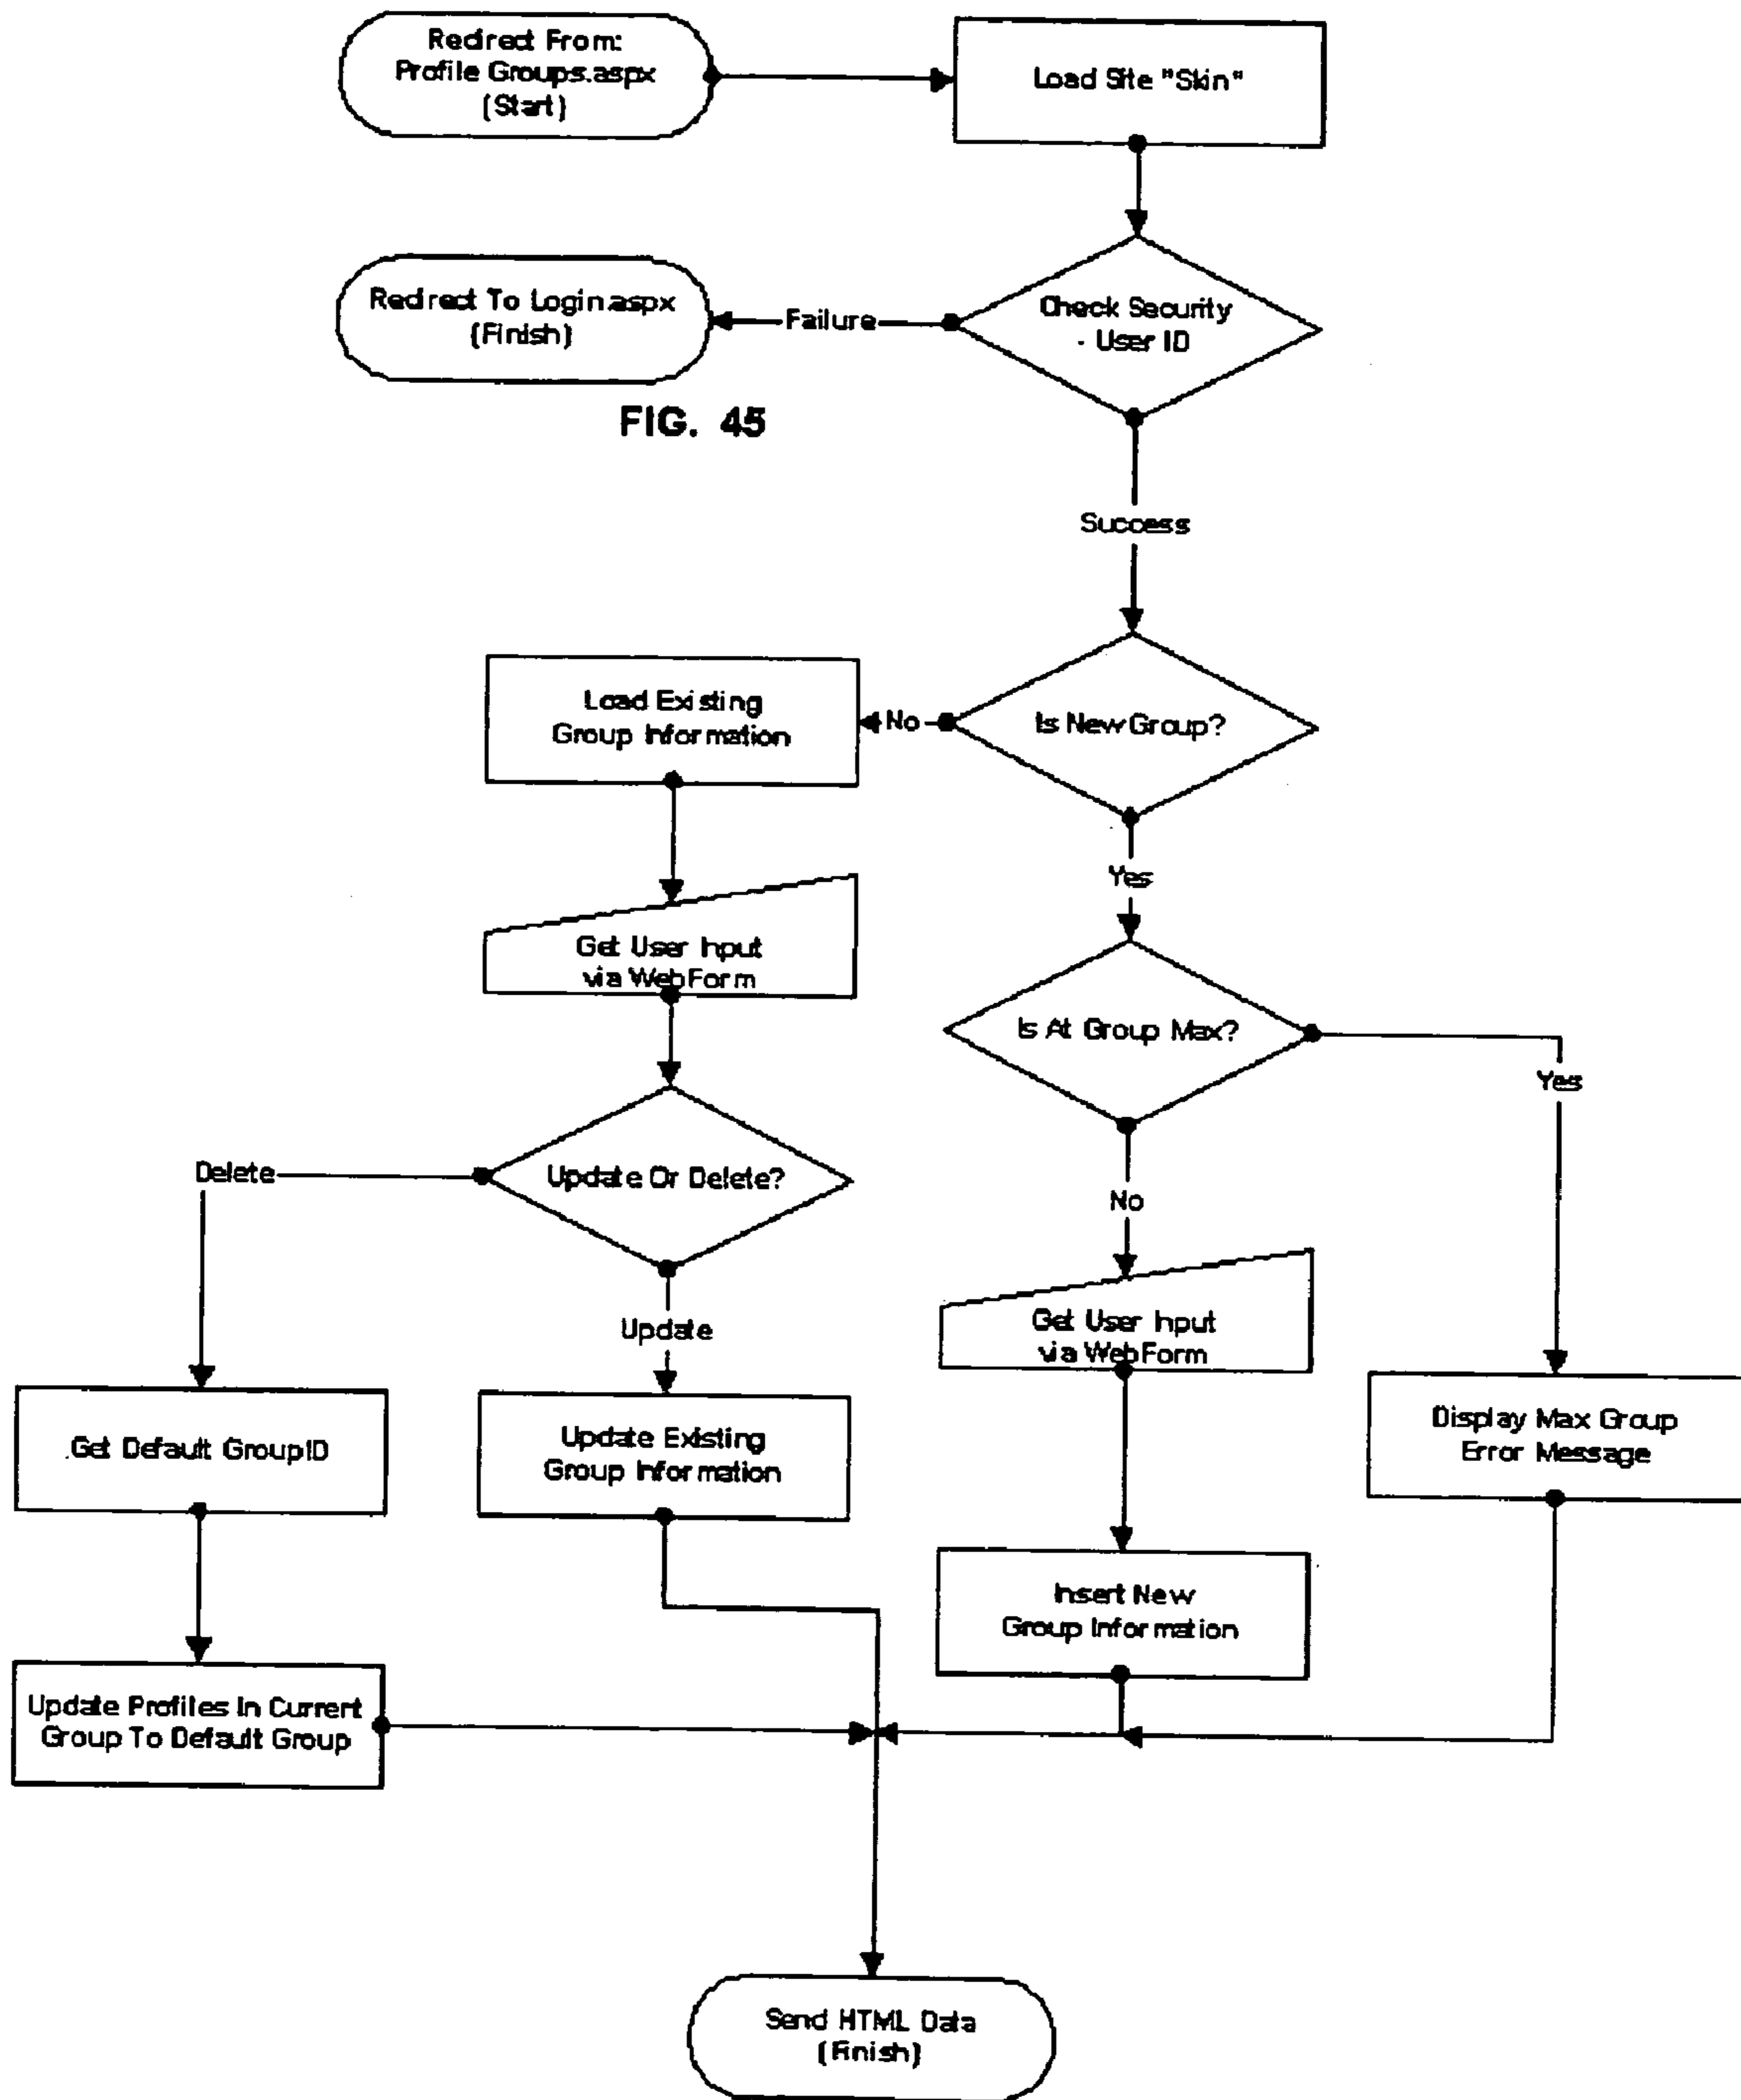 Redirect From:
Profile Groups.aspx
(Start)
Load Site "Skin"
Redirect To Login.aspx
(Finish)
Failure
Check Security
- User ID
FIG. 45
Success
Load Existing
Group Information
No
Is New Group?
Yes
Get User Input
via WebForm
Is At Group Max?
Yes
Delete
Update Or Delete?
No
Update
Get User Input
via WebForm
Get Default GroupID
Update Existing
Group Information
Display Max Group
Error Message
Insert New
Group Information
Update Profiles In Current
Group To Default Group
Send HTML Data
(Finish)